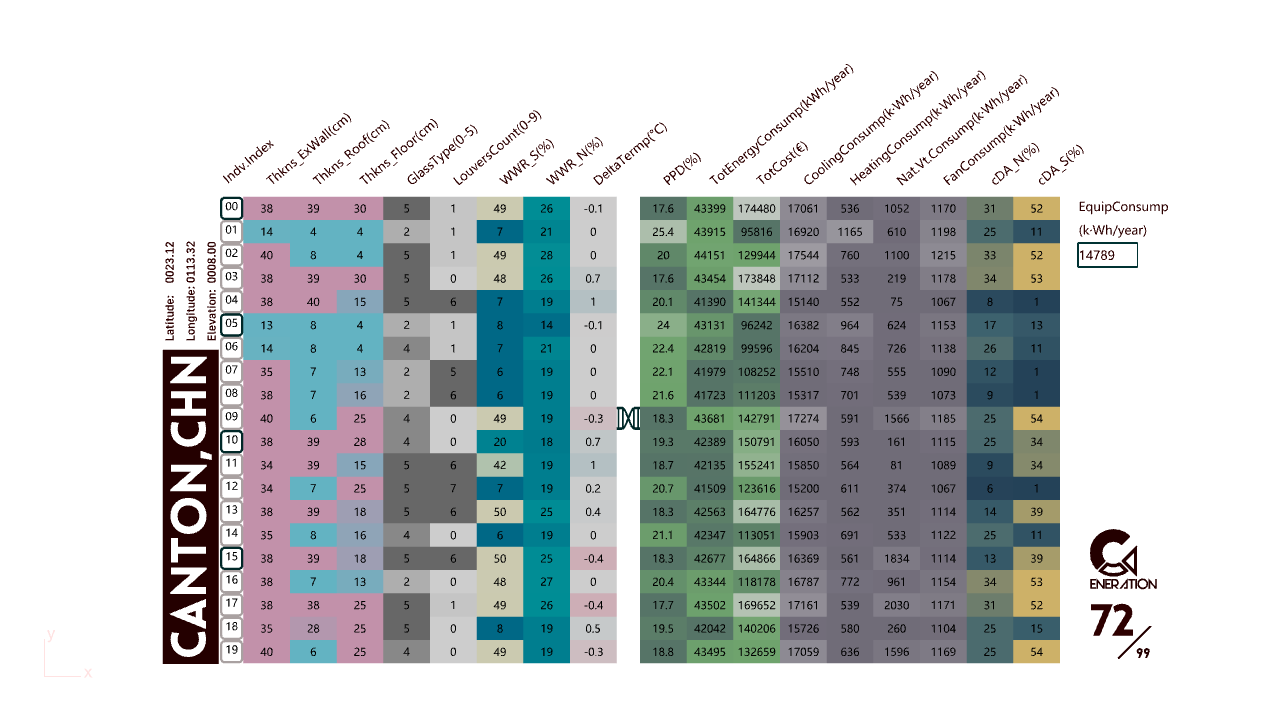 Indv.Index Thkns_ExWall(cm) Thkns_Roof(cm) Thkns_Floor(cm) GlassType(0-5) LouversCount(0-9) WWR_S(%) WWR_N(%) DeltaTermp(°C) PPD(%) TotEnergyConsump(kWh/year) TotCost(€) CoolingConsump(k·Wh/year) HeatingConsump(k·Wh/year) Nat.Vt.Consump(k·Wh/year) FanConsump(k·Wh/year) cDA_N(%) cDA_S(%)
00 38 39 30 5 1 49 26 -0.1 17.6 43399 174480 17061 536 1052 1170 31 52
01 14 4 4 2 1 7 21 0 25.4 43915 95816 16920 1165 610 1198 25 11
02 40 8 4 5 1 49 28 0 20 44151 129944 17544 760 1100 1215 33 52
03 38 39 30 5 0 48 26 0.7 17.6 43454 173848 17112 533 219 1178 34 53
04 38 40 15 5 6 7 19 1 20.1 41390 141344 15140 552 75 1067 8 1
05 13 8 4 2 1 8 14 -0.1 24 43131 96242 16382 964 624 1153 17 13
06 14 8 4 4 1 7 21 0 22.4 42819 99596 16204 845 726 1138 26 11
07 35 7 13 2 5 6 19 0 22.1 41979 108252 15510 748 555 1090 12 1
08 38 7 16 2 6 6 19 0 21.6 41723 111203 15317 701 539 1073 9 1
09 40 6 25 4 0 49 19 -0.3 18.3 43681 142791 17274 591 1566 1185 25 54
10 38 39 28 4 0 20 18 0.7 19.3 42389 150791 16050 593 161 1115 25 34
11 34 39 15 5 6 42 19 1 18.7 42135 155241 15850 564 81 1089 9 34
12 34 7 25 5 7 7 19 0.2 20.7 41509 123616 15200 611 374 1067 6 1
13 38 39 18 5 6 50 25 0.4 18.3 42563 164776 16257 562 351 1114 14 39
14 35 8 16 4 0 6 19 0 21.1 42347 113051 15903 691 533 1122 25 11
15 38 39 18 5 6 50 25 -0.4 18.3 42677 164866 16369 561 1834 1114 13 39
16 38 7 13 2 0 48 27 0 20.4 43344 118178 16787 772 961 1154 34 53
17 38 38 25 5 1 49 26 -0.4 17.7 43502 169652 17161 539 2030 1171 31 52
18 35 28 25 5 0 8 19 0.5 19.5 42042 140206 15726 580 260 1104 25 15
19 40 6 25 4 0 49 19 -0.3 18.8 43495 132659 17059 636 1596 1169 25 54
Latitude: 0023.12
Longitude: 0113.32
Elevation: 0008.00
CANTON,CHN
EquipConsump
(k·Wh/year)
14789
ENERATION
72/99
y
x